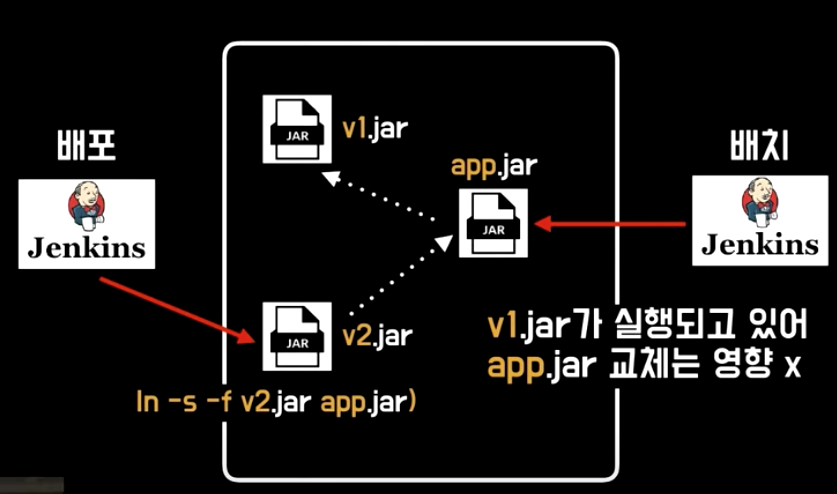 배포
Jenkins
JAR
v1.jar
app.jar
JAR
배치
Jenkins
JAR
v2.jar
ln -s -f v2.jar app.jar)
v1.jar가 실행되고 있어
app.jar 교체는 영향 x